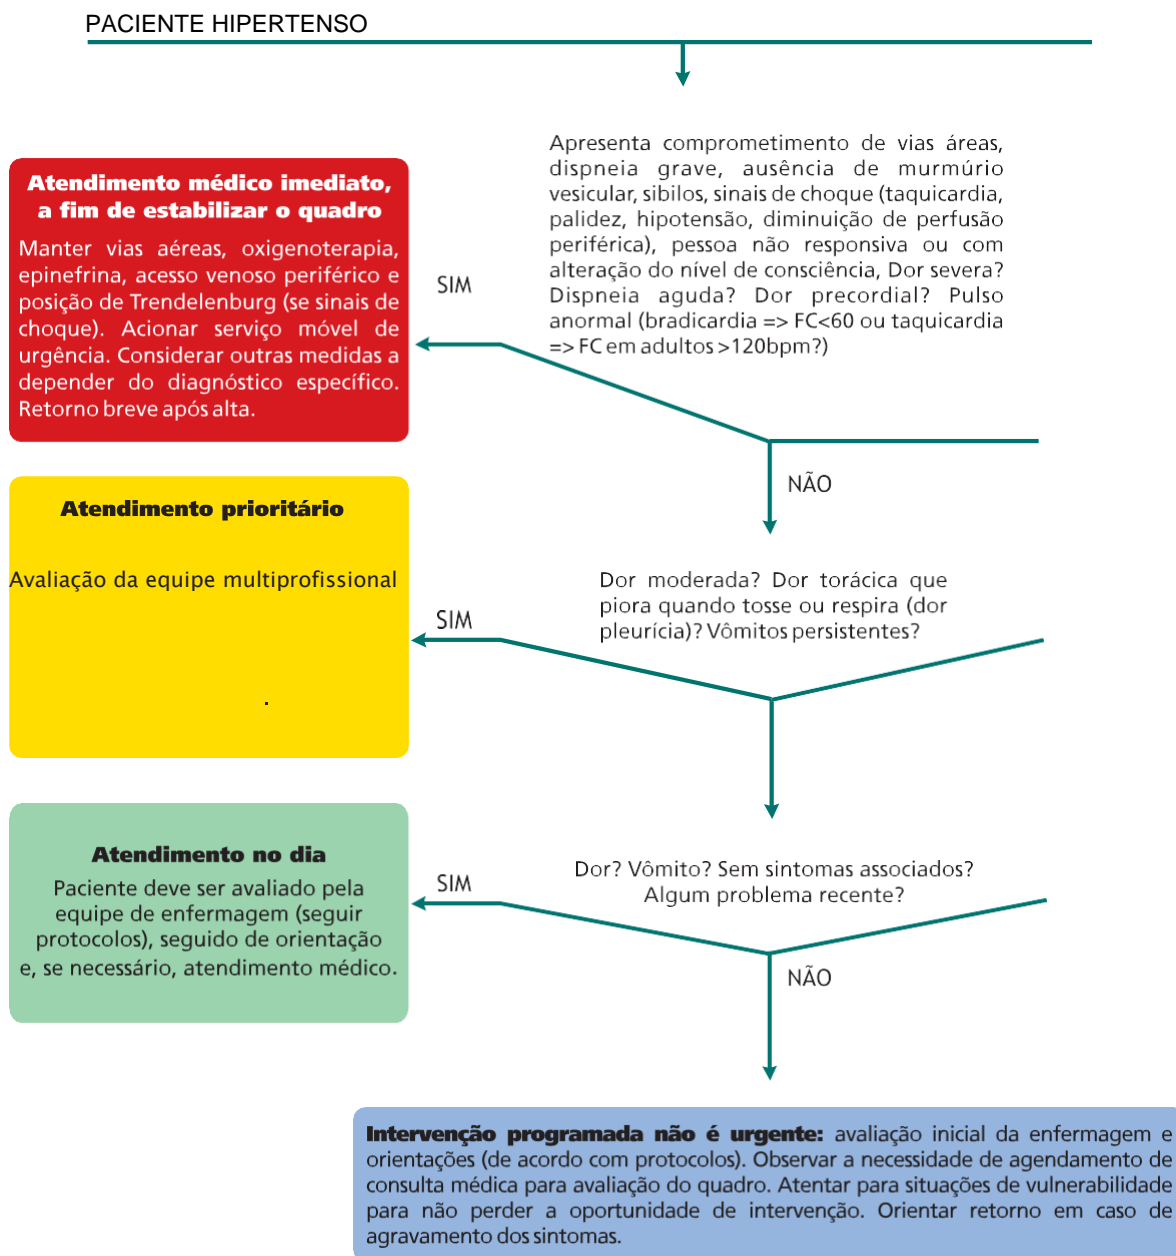 PACIENTE HIPERTENSO
Apresenta comprometimento de vias áreas,
dispneia grave, ausência de murmúrio
vesicular, sibilos, sinais de choque (taquicardia,
palidez, hipotensão, diminuição de perfusão
periférica), pessoa não responsiva ou com
alteração do nível de consciência, Dor severa?
Dispneia aguda? Dor precordial? Pulso
anormal (bradicardia => FC<60 ou taquicardia
=> FC em adultos >120bpm?)
SIM
Atendimento médico imediato,
a fim de estabilizar o quadro
Manter vias aéreas, oxigenoterapia,
epinefrina, acesso venoso periférico e
posição de Trendelenburg (se sinais de
choque). Acionar serviço móvel de
urgência. Considerar outras medidas a
depender do diagnóstico específico.
Retorno breve após alta.
NÃO
Dor moderada? Dor torácica que
piora quando tosse ou respira (dor
pleurícia)? Vômitos persistentes?
SIM
Atendimento prioritário
Avaliação da equipe multiprofissional
.
Dor? Vômito? Sem sintomas associados?
Algum problema recente?
SIM
Atendimento no dia
Paciente deve ser avaliado pela
equipe de enfermagem (seguir
protocolos), seguido de orientação
e, se necessário, atendimento médico.
NÃO
Intervenção programada não é urgente: avaliação inicial da enfermagem e
orientações (de acordo com protocolos). Observar a necessidade de agendamento de
consulta médica para avaliação do quadro. Atentar para situações de vulnerabilidade
para não perder a oportunidade de intervenção. Orientar retorno em caso de
agravamento dos sintomas.